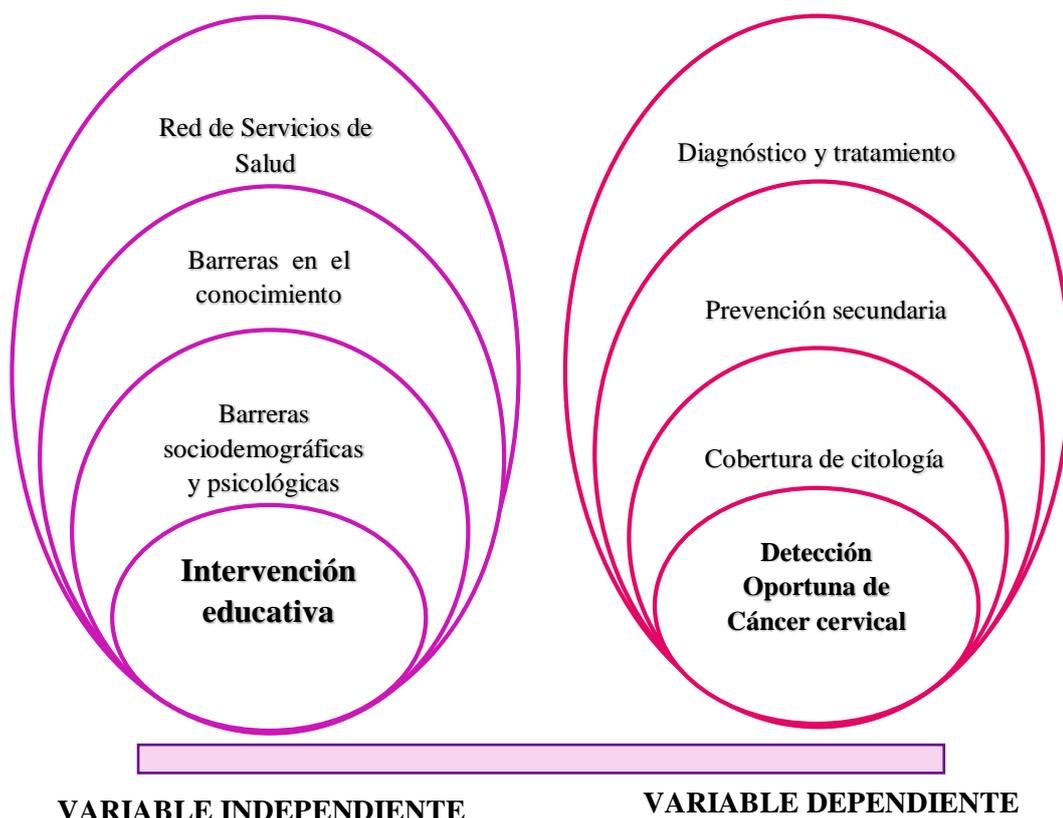 Red de Servicios de
Salud
Barreras en el
conocimiento
Barreras
sociodemográficas
y psicológicas
Intervención
educativa
Diagnóstico y tratamiento
Prevención secundaria
Cobertura de citología
Detección
Oportuna de
Cáncer cervical
VARIABLE INDEPENDIENTE
VARIABLE DEPENDIENTE